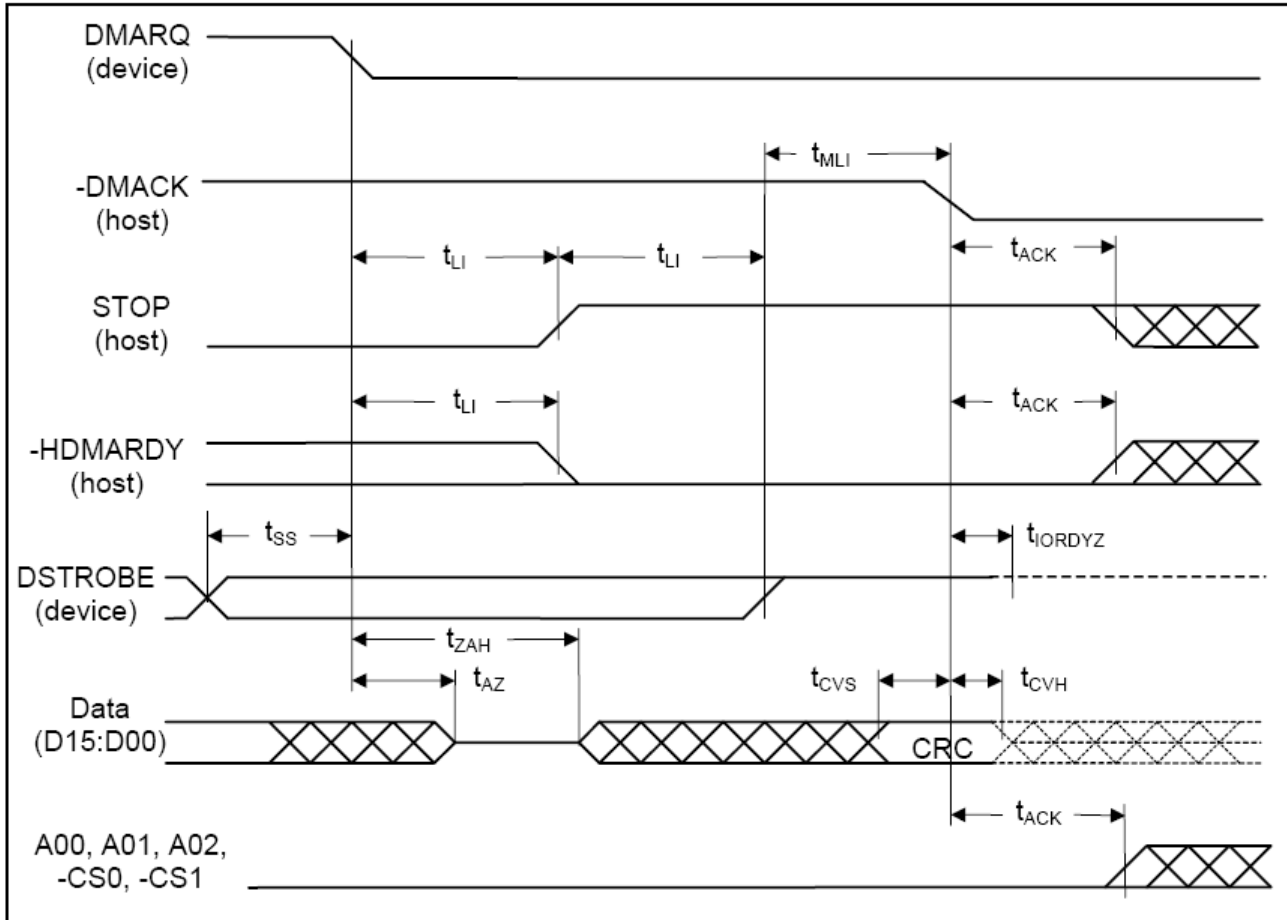 DMARQ
(device)
tMLI
-DMACK
(host)
tLI
tLI
tACK
STOP
(host)
tLI
tACK
-HDMARDY
(host)
tSS
tIORDYZ
DSTROBE
(device)
tZAH
tAZ
tCVS
tCVH
Data
(D15:D00)
CRC
tACK
A00, A01, A02,
-CS0, -CS1